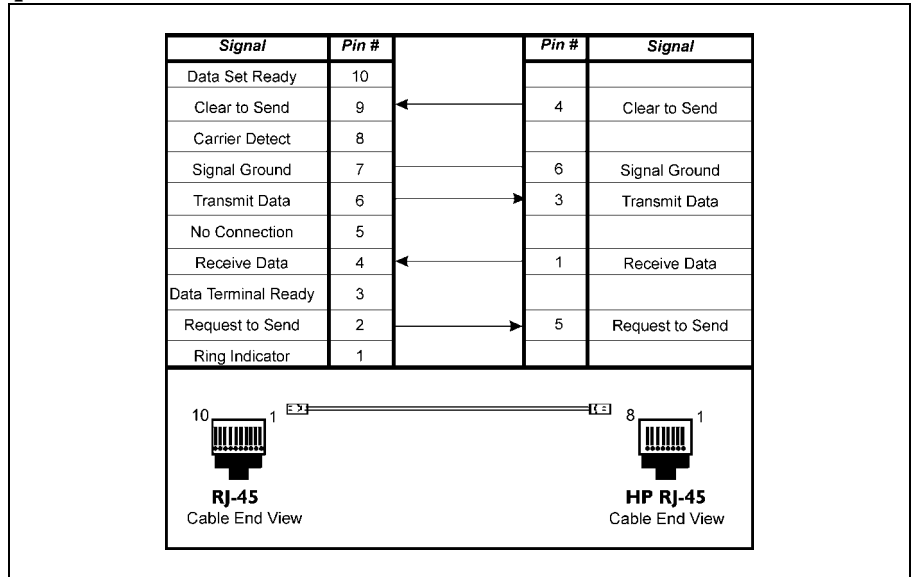 Signal Pin # Pin # Signal
Data Set Ready 10
Clear to Send 9 4 Clear to Send
Carrier Detect 8
Signal Ground 7 6 Signal Ground
Transmit Data 6 3 Transmit Data
No Connection 5
Receive Data 4 1 Receive Data
Data Terminal Ready 3
Request to Send 2 5 Request to Send
Ring Indicator 1
10 1 8 1
RJ-45 HP RJ-45
Cable End View Cable End View